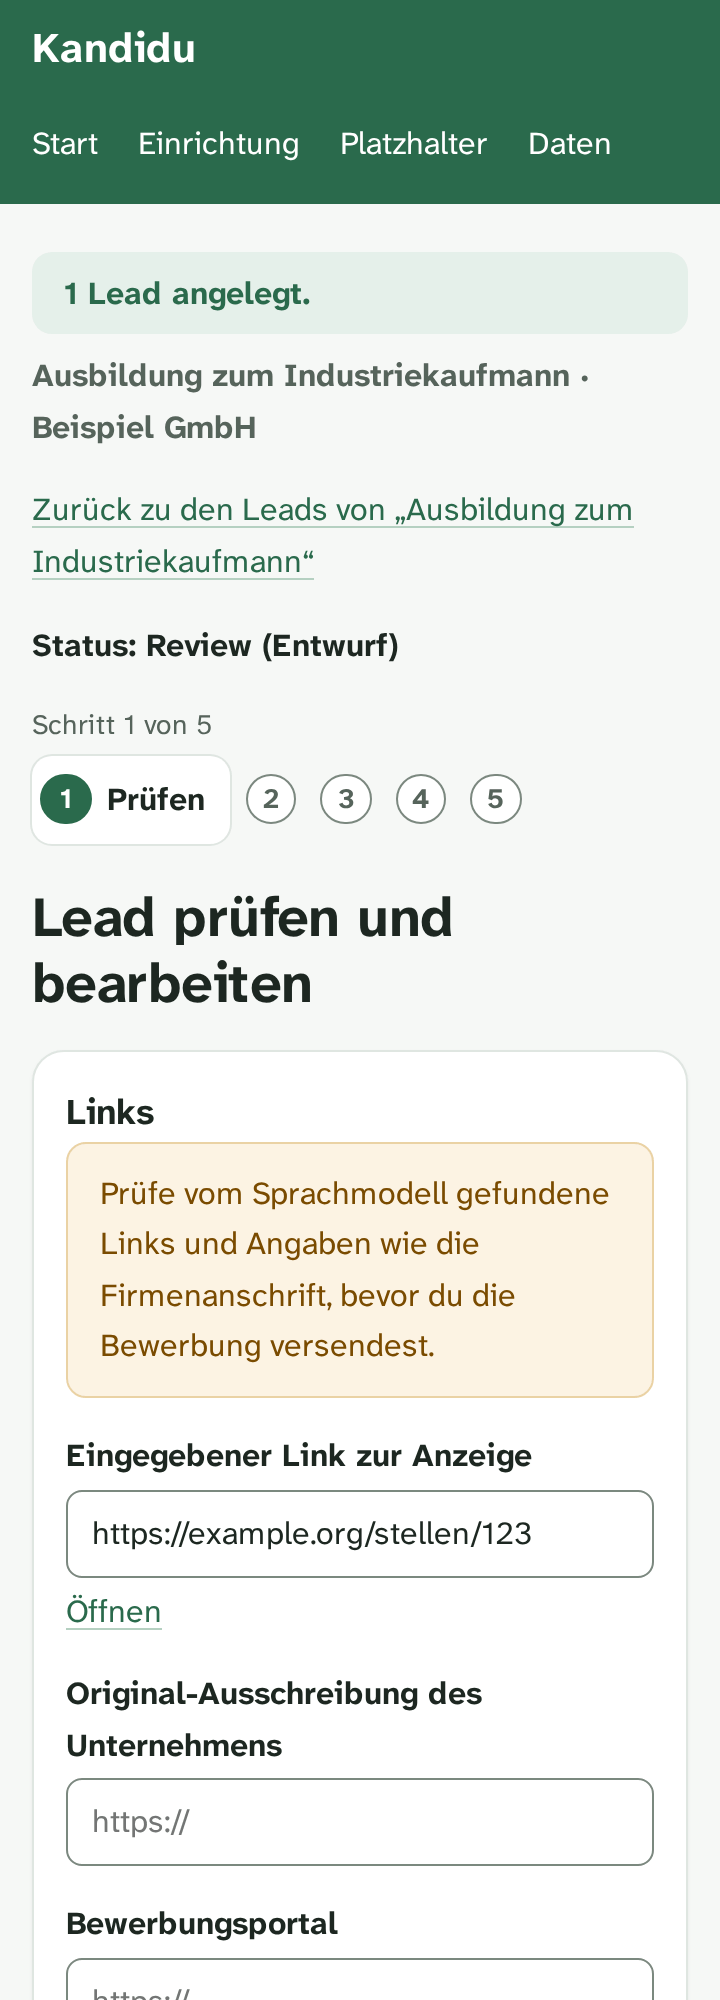 Kandidu
Start Einrichtung Platzhalter Daten
1 Lead angelegt.
Ausbildung zum Industriekaufmann ·
Beispiel GmbH
Zurück zu den Leads von „Ausbildung zum
Industriekaufmann“
Status: Review (Entwurf)
Schritt 1 von 5
1 Prüfen 2 3 4 5
Lead prüfen und
bearbeiten
Links
Prüfe vom Sprachmodell gefundene
Links und Angaben wie die
Firmenanschrift, bevor du die
Bewerbung versendest.
Eingegebener Link zur Anzeige
https://example.org/stellen/123
Öffnen
Original-Ausschreibung des
Unternehmens
https://
Bewerbungsportal
https://